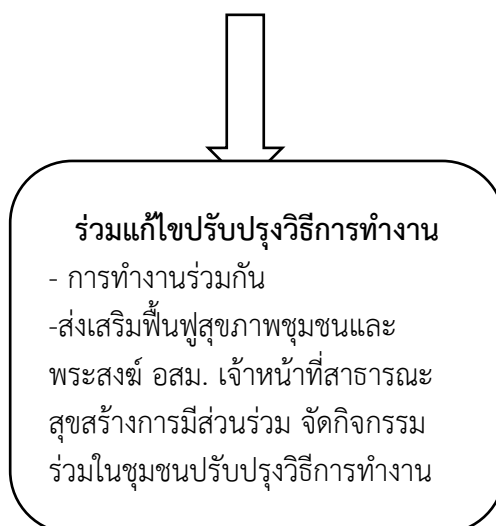 ร่วมแก้ไขปรับปรุงวิธีการทำงาน
- การทำงานร่วมกัน
-ส่งเสริมฟื้นฟูสุขภาพชุมชนและ
พระสงฆ์ อสม. เจ้าหน้าที่สาธารณะ
สุขสร้างการมีส่วนร่วม จัดกิจกรรม
ร่วมในชุมชนปรับปรุงวิธีการทำงาน